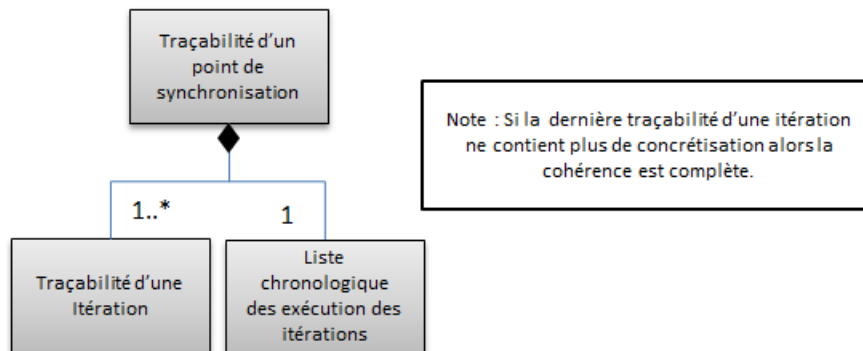 Traçabilité d'un
point de
synchronisation
Note : Si la dernière traçabilité d'une itération
ne contient plus de concrétisation alors la
cohérence est complète.
1..*
1
Traçabilité d'une
Itération
Liste
chronologique
des exécution des
itérations